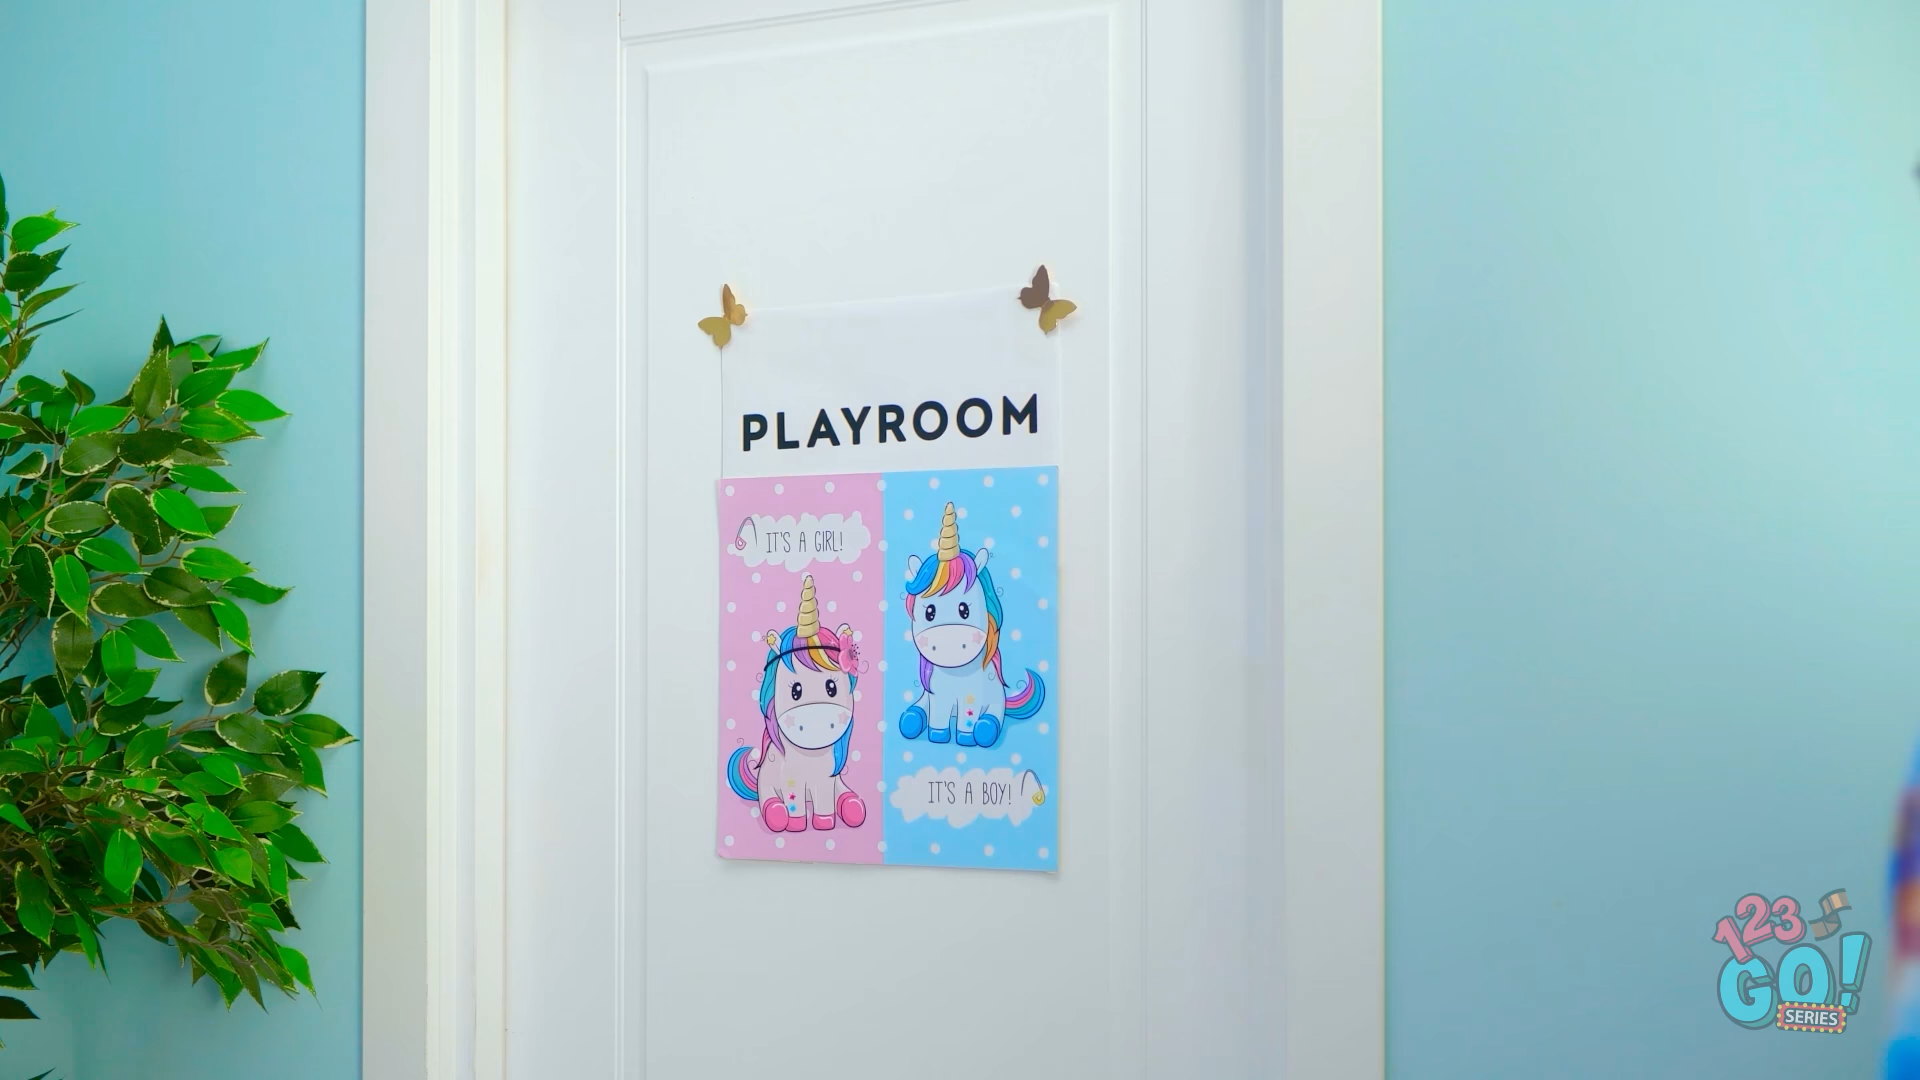 PLAYROOM
IT'S A GIRL!
IT'S A BOY!
123
GO!
SERIES